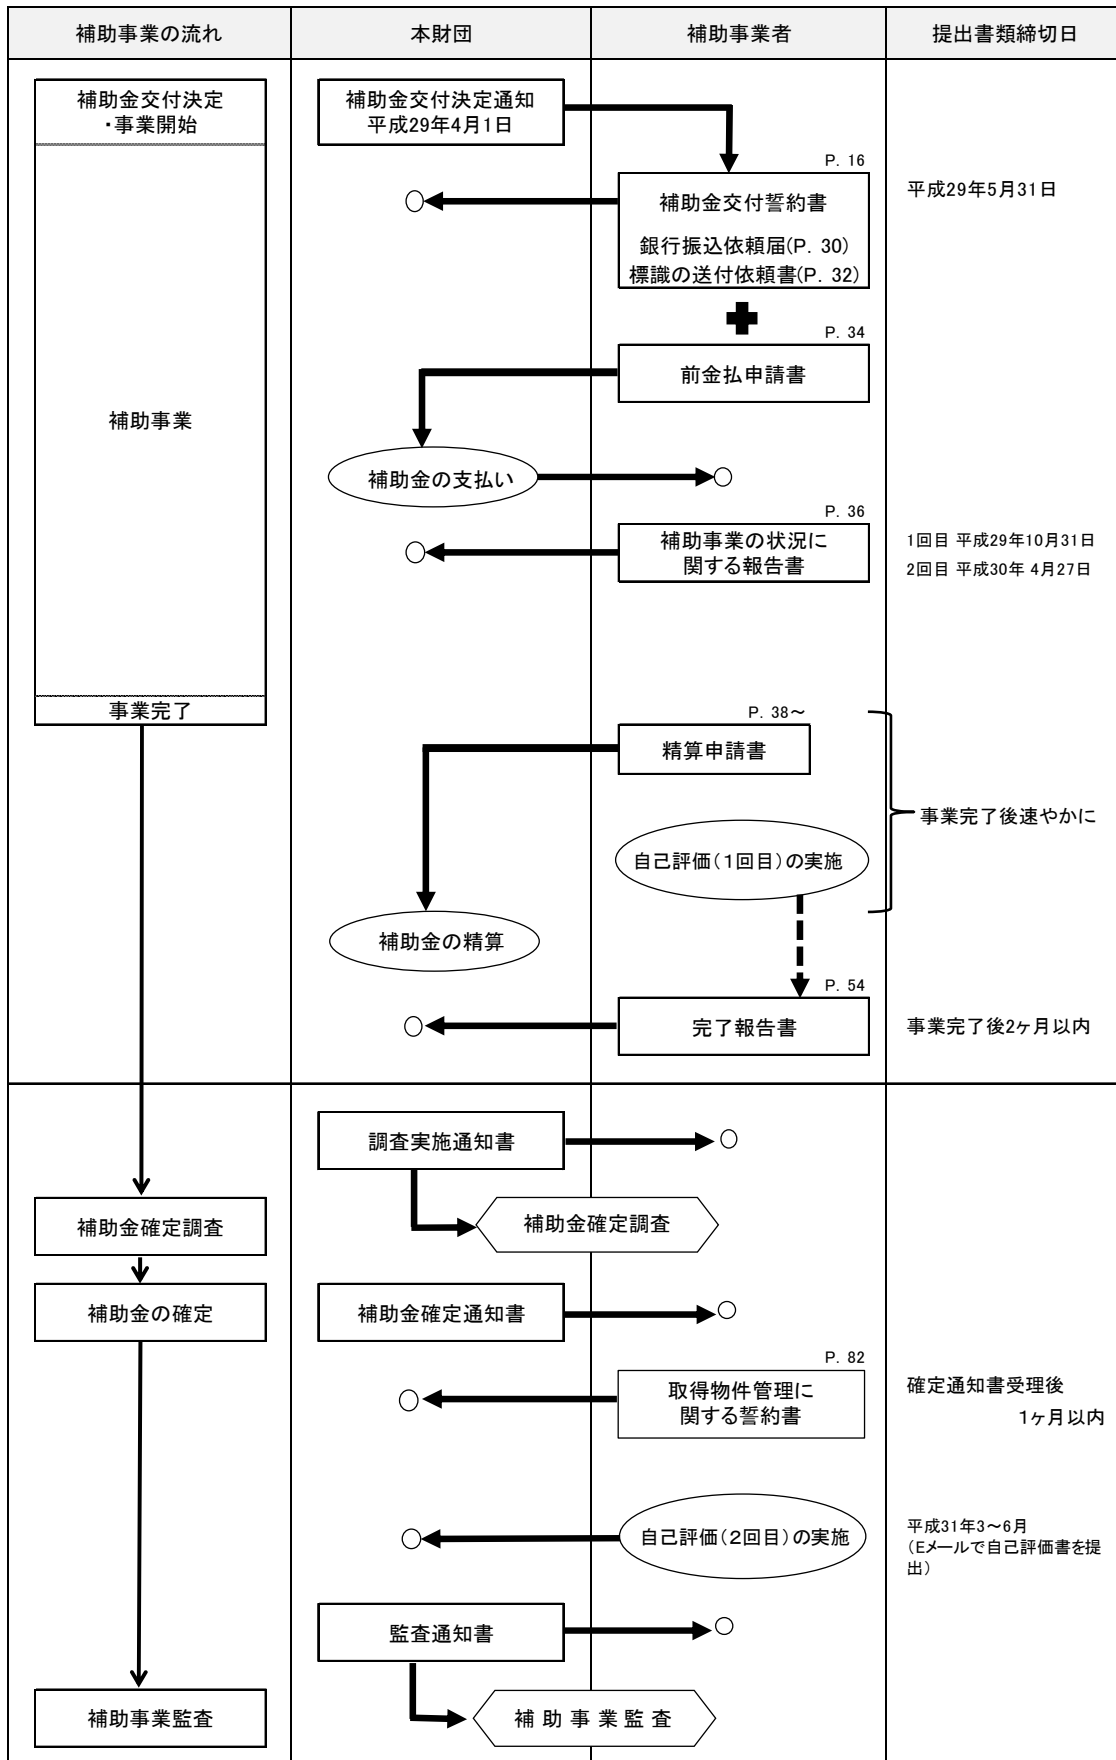 補助事業の流れ
本財団
補助事業者
提出書類締切日
補助金交付決定
・事業開始
補助金交付決定通知
平成29年4月1日
P. 16
補助金交付誓約書
銀行振込依頼届(P. 30)
標識の送付依頼書(P. 32)
平成29年5月31日
P. 34
前金払申請書
補助事業
補助金の支払い
P. 36
補助事業の状況に
関する報告書
1回目 平成29年10月31日
2回目 平成30年 4月27日
事業完了
P. 38～
精算申請書
事業完了後速やかに
自己評価(1回目)の実施
補助金の精算
P. 54
完了報告書
事業完了後2ヶ月以内
調査実施通知書
補助金確定調査
補助金確定調査
補助金の確定
補助金確定通知書
P. 82
取得物件管理に
関する誓約書
確定通知書受理後
1ヶ月以内
自己評価(2回目)の実施
平成31年3～6月
(Eメールで自己評価書を提
出)
監査通知書
補助事業監査
補 助 事 業 監 査